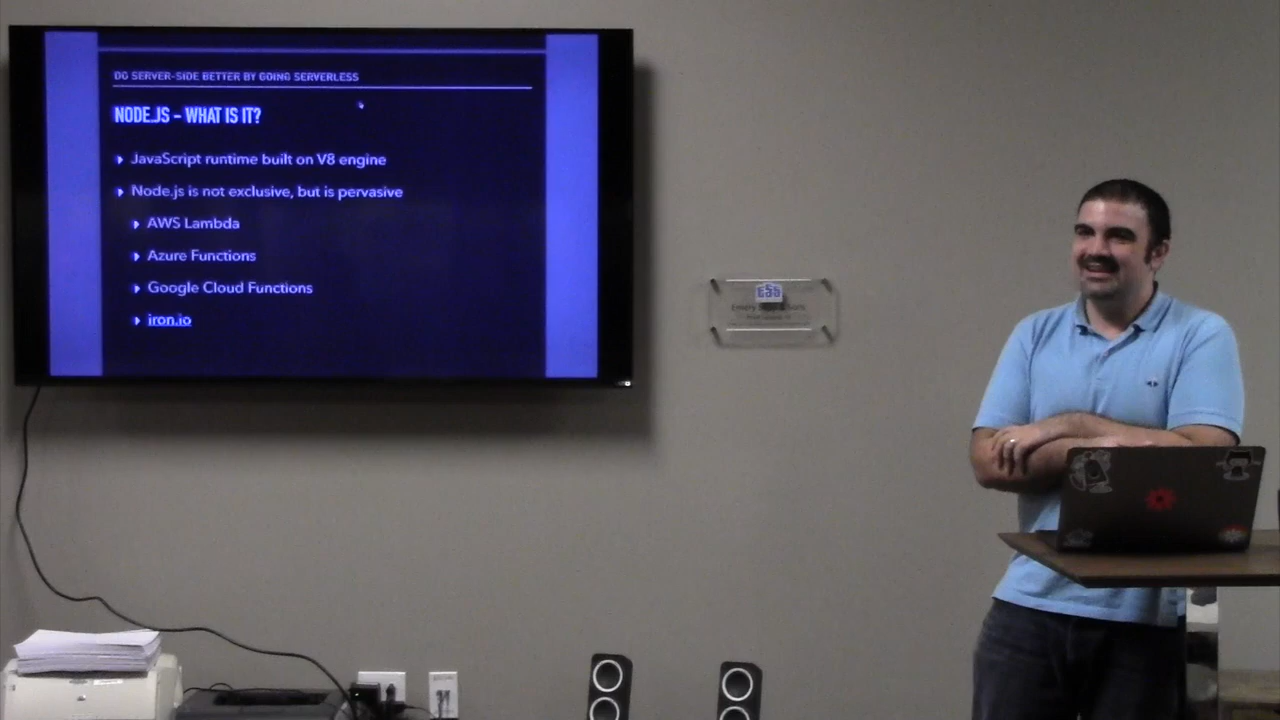 DO SERVER-SIDE BETTER BY GOING SERVERLESS
NODE.JS – WHAT IS IT?
JavaScript runtime built on V8 engine
Node.js is not exclusive, but is pervasive
AWS Lambda
Azure Functions
Google Cloud Functions
iron.io
ESS